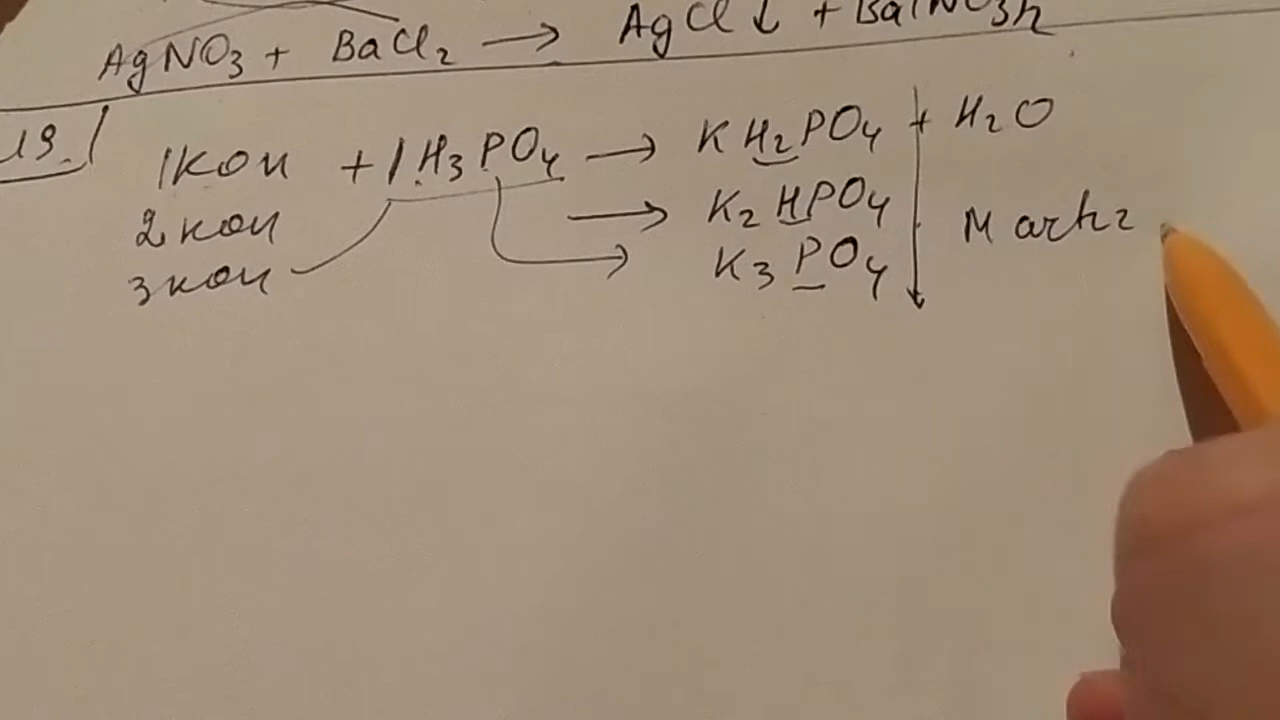 AgNO3 + BaCl2 → AgCl↓ + Ba(NO3)2
19.
1KOH + 1H3PO4 → KH2PO4 + H2O
2KOH → K2HPO4
3KOH → K3PO4